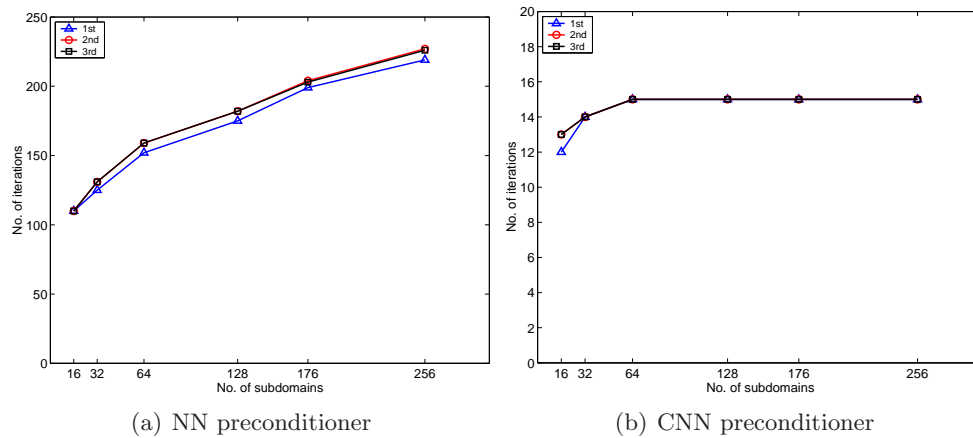 250
200
150
100
50
0
No. of iterations
1st
2nd
3rd
16 32 64 128 176 256
No. of subdomains
(a) NN preconditioner
20
18
16
14
12
10
8
6
4
2
0
No. of iterations
1st
2nd
3rd
16 32 64 128 176 256
No. of subdomains
(b) CNN preconditioner